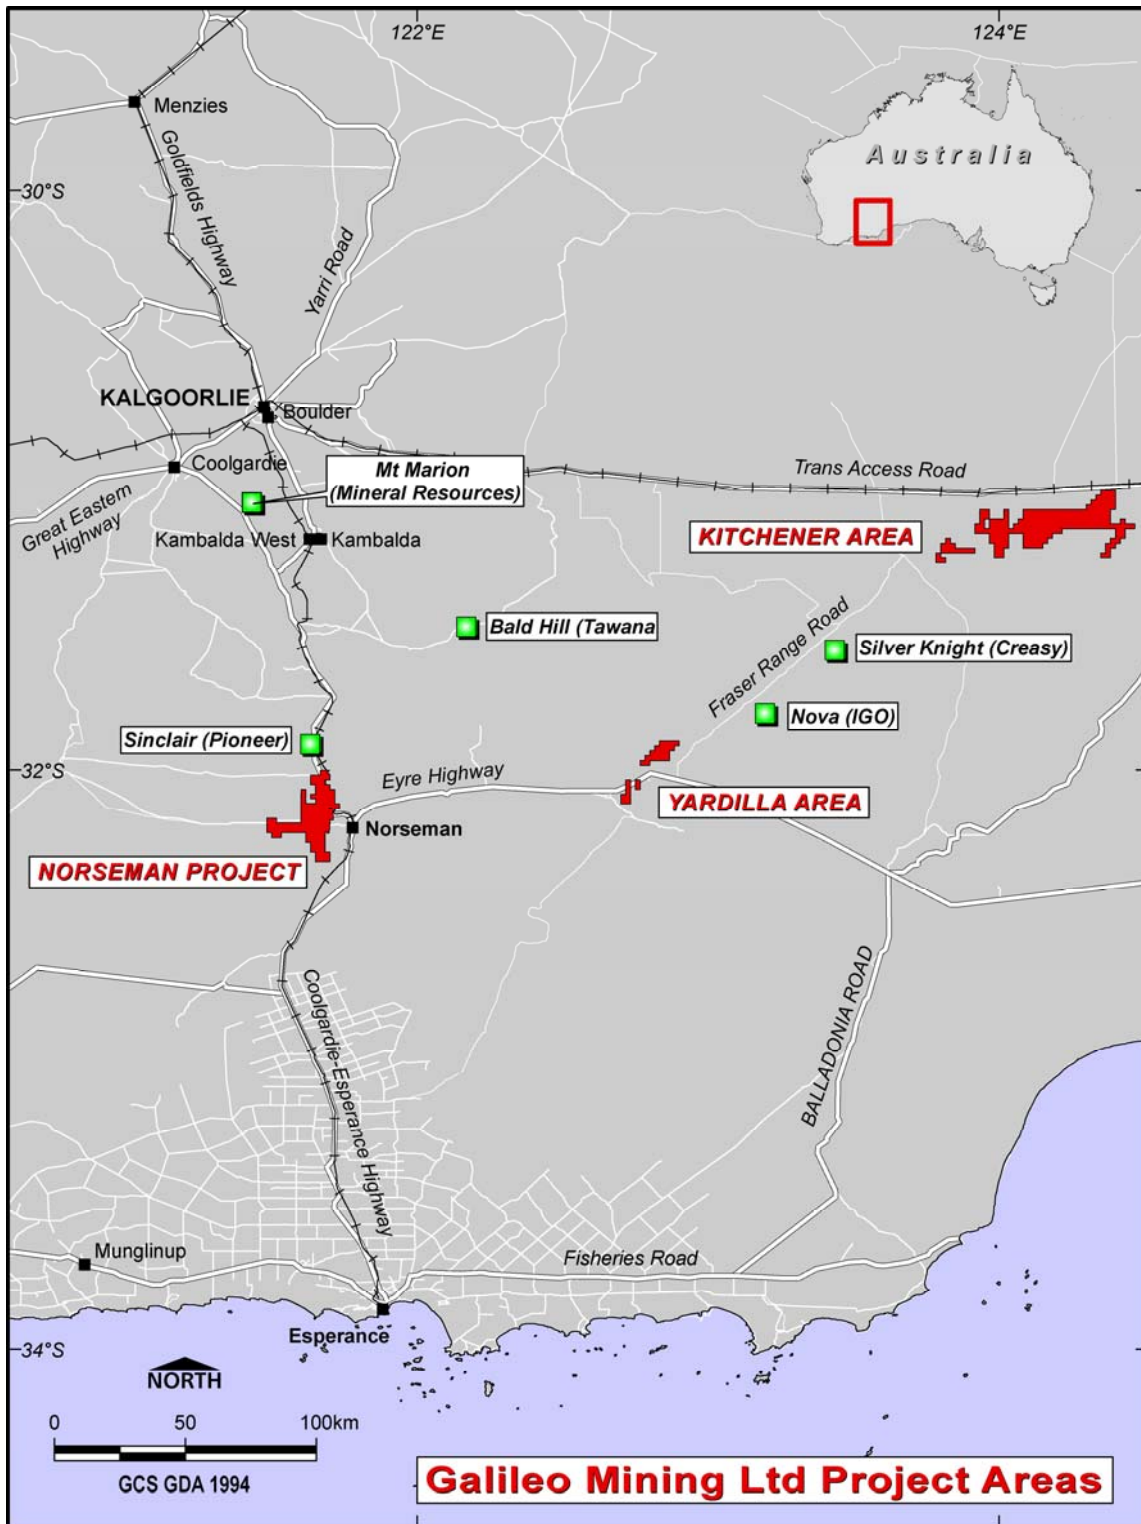 122°E
124°E
Menzies
Goldfields Highway
Yarri Road
Australia
30°S
KALGOORLIE
Boulder
Coolgardie
Mt Marion
(Mineral Resources)
Trans Access Road
Great Eastern
Highway
KITCHENER AREA
Kambalda West
Kambalda
Bald Hill (Tawana
Fraser Range Road
Silver Knight (Creasy)
Nova (IGO)
Sinclair (Pioneer)
32°S
Eyre Highway
YARDILLA AREA
Norseman
NORSEMAN PROJECT
Coolgardie-Esperance Highway
BALLADONIA ROAD
Munglinup
Fisheries Road
Esperance
34°S
NORTH
0 50 100km
GCS GDA 1994
Galileo Mining Ltd Project Areas